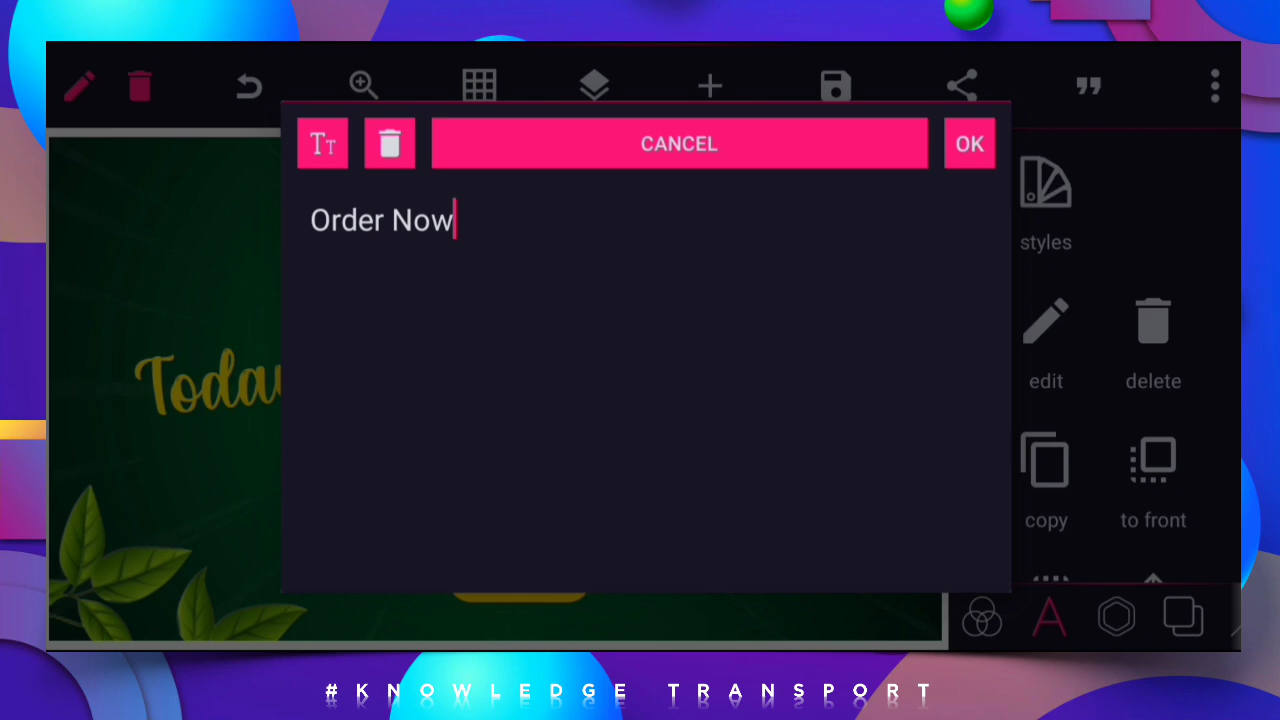 CANCEL
OK
Order Now
styles
edit
delete
copy
to front
#KNOWLEDGE TRANSPORT